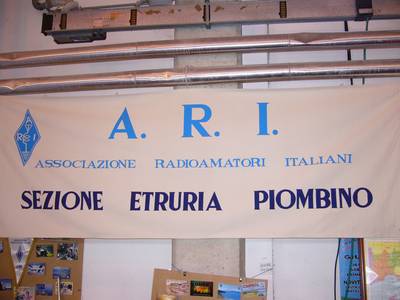 A. R. I.
ASSOCIAZIONE RADIOAMATORI ITALIANI
SEZIONE ETRURIA PIOMBINO